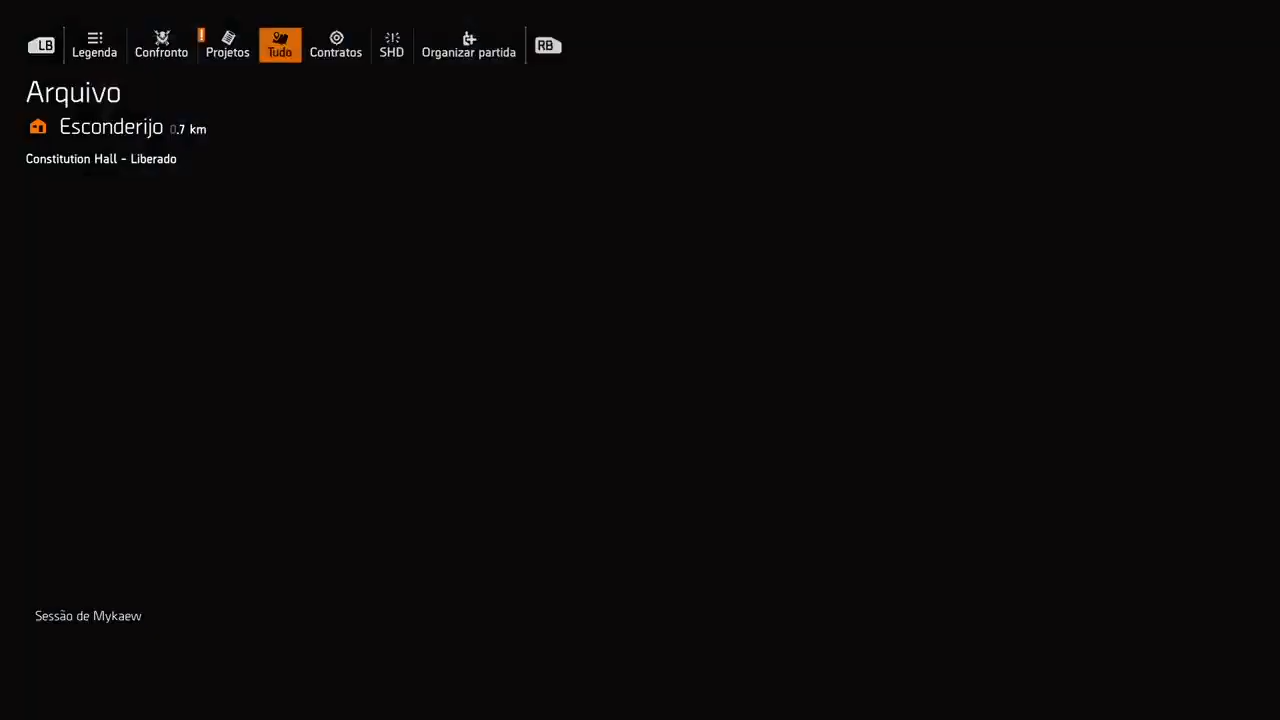 LB
Legenda
Confronto
Projetos
Tudo
Contratos
SHD
Organizar partida
RB
Arquivo
Esconderijo 0.7 km
Constitution Hall - Liberado
Sessão de Mykaew